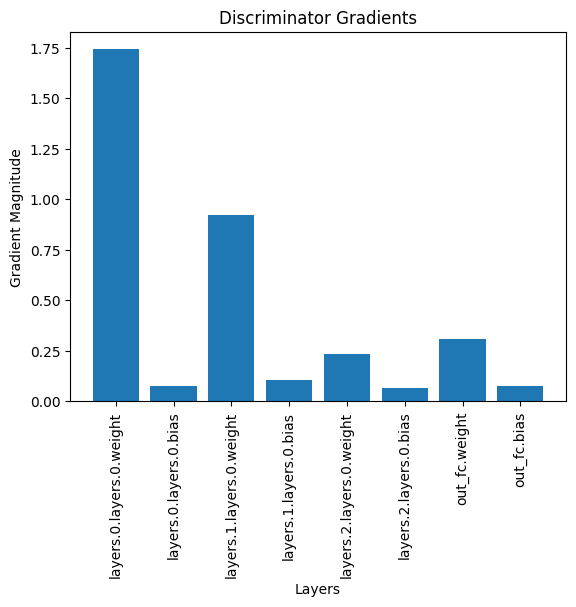 Discriminator Gradients
Gradient Magnitude
1.75
1.50
1.25
1.00
0.75
0.50
0.25
0.00
layers.0.layers.0.weight
layers.0.layers.0.bias
layers.1.layers.0.weight
layers.1.layers.0.bias
layers.2.layers.0.weight
layers.2.layers.0.bias
out_fc.weight
out_fc.bias
Layers